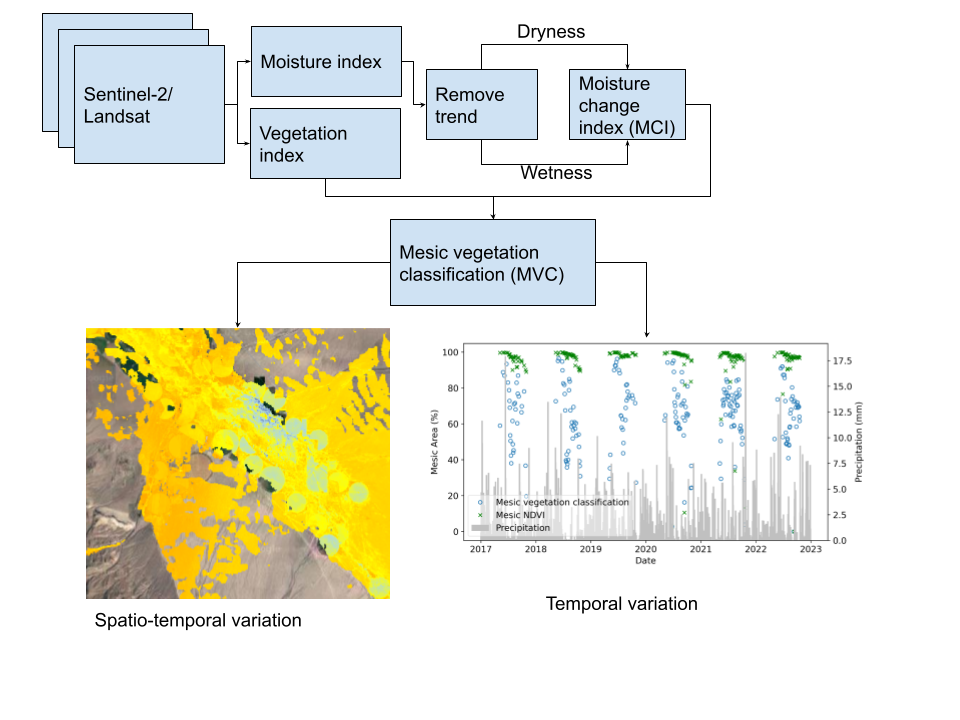 Dryness
Sentinel-2/
Landsat
Moisture index
Vegetation
index
Remove
trend
Moisture
change
index (MCI)
Wetness
Mesic vegetation
classification (MVC)
100
80
60
40
20
0
Mesic Area (%)
17.5
15.0
12.5
10.0
7.5
5.0
2.5
0.0
Precipitation (mm)
Mesic vegetation classification
Mesic NDVI
Precipitation
2017 2018 2019 2020 2021 2022 2023
Date
Spatio-temporal variation
Temporal variation